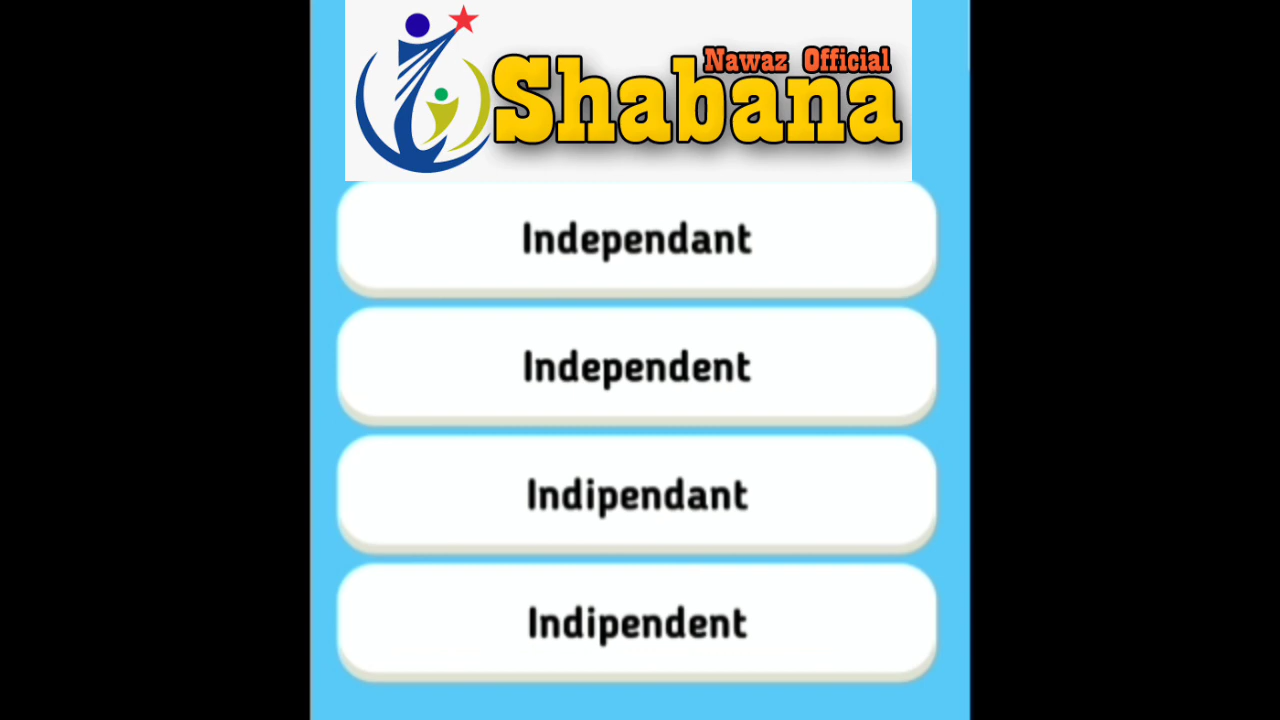 Nawaz Official
Shabana
Independant
Independent
Indipendant
Indipendent